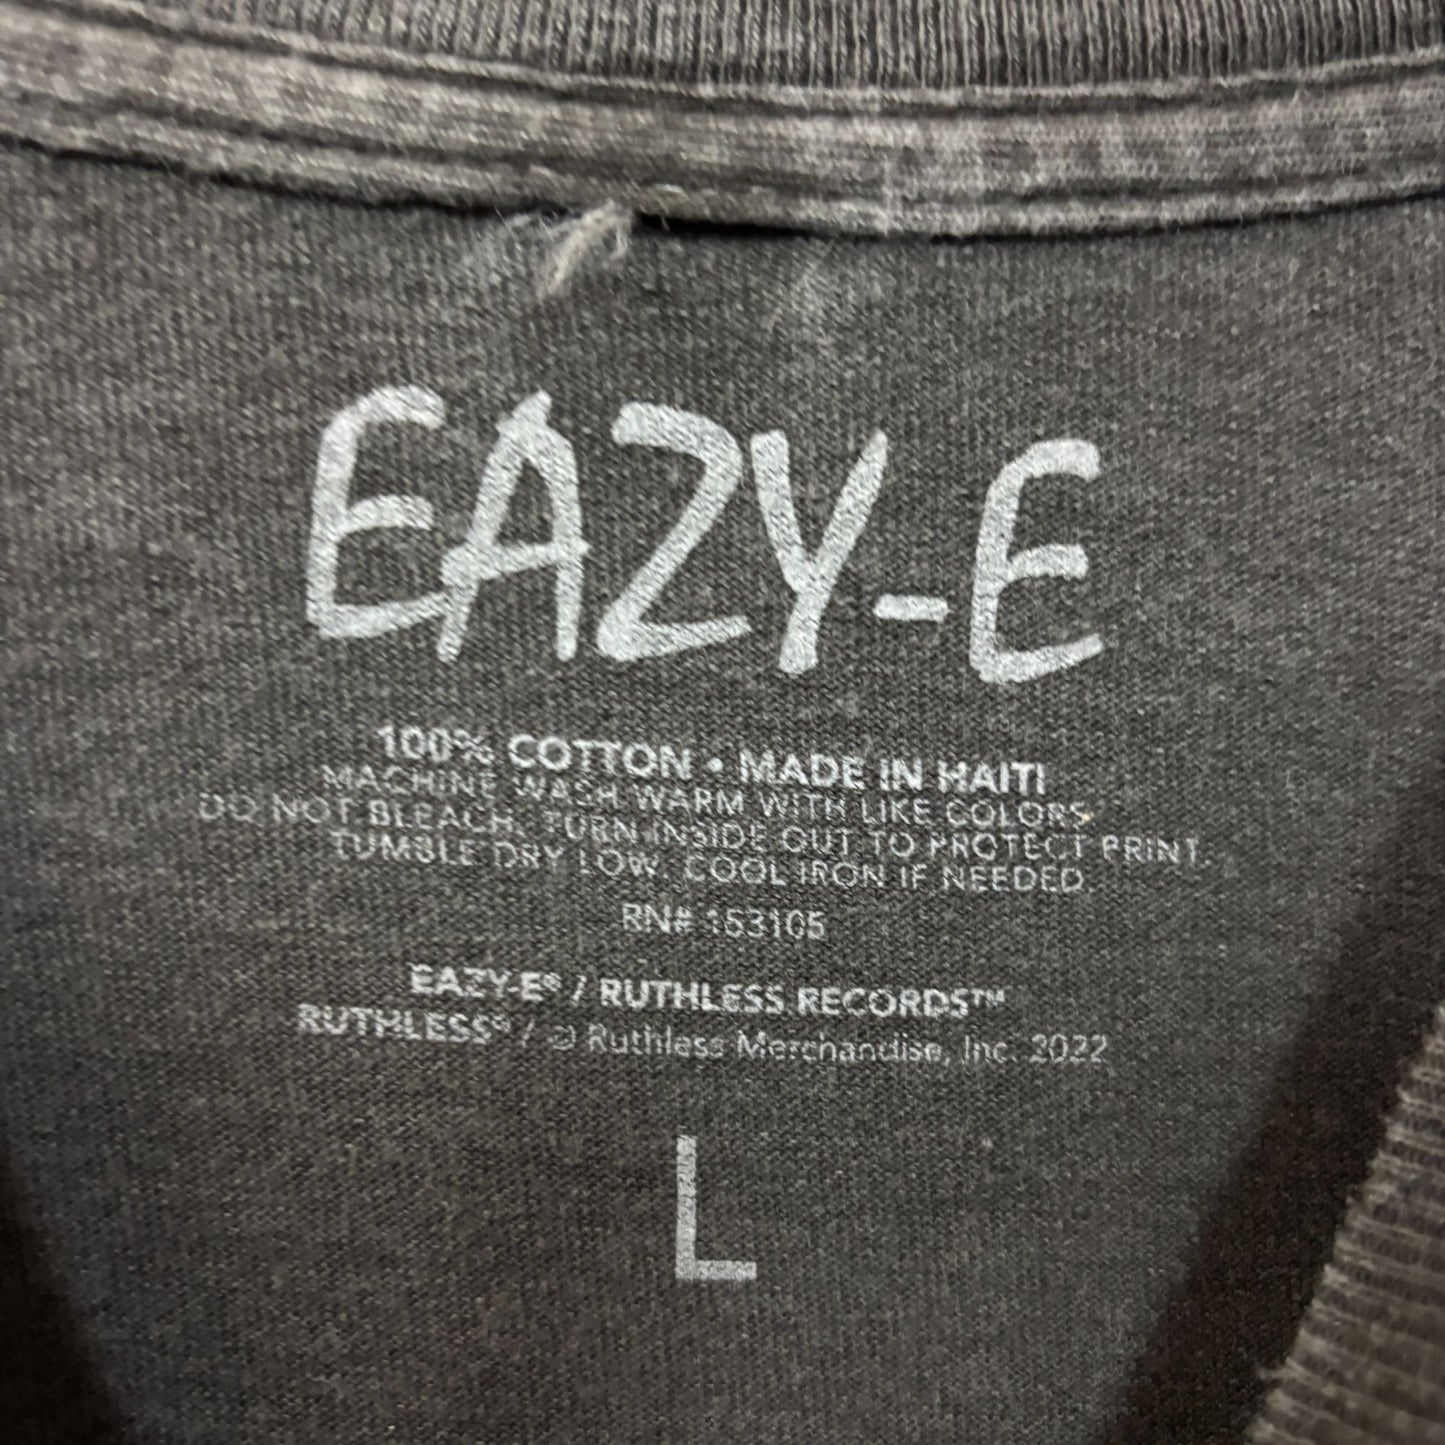 EAZY-E
100% COTTON • MADE IN HAITI
MACHINE WASH WARM WITH LIKE COLORS.
DO NOT BLEACH. TURN INSIDE OUT TO PROTECT PRINT.
TUMBLE DRY LOW. COOL IRON IF NEEDED.
RN# 153105
EAZY-E® / RUTHLESS RECORDS™
RUTHLESS® / © Ruthless Merchandise, Inc. 2022
L